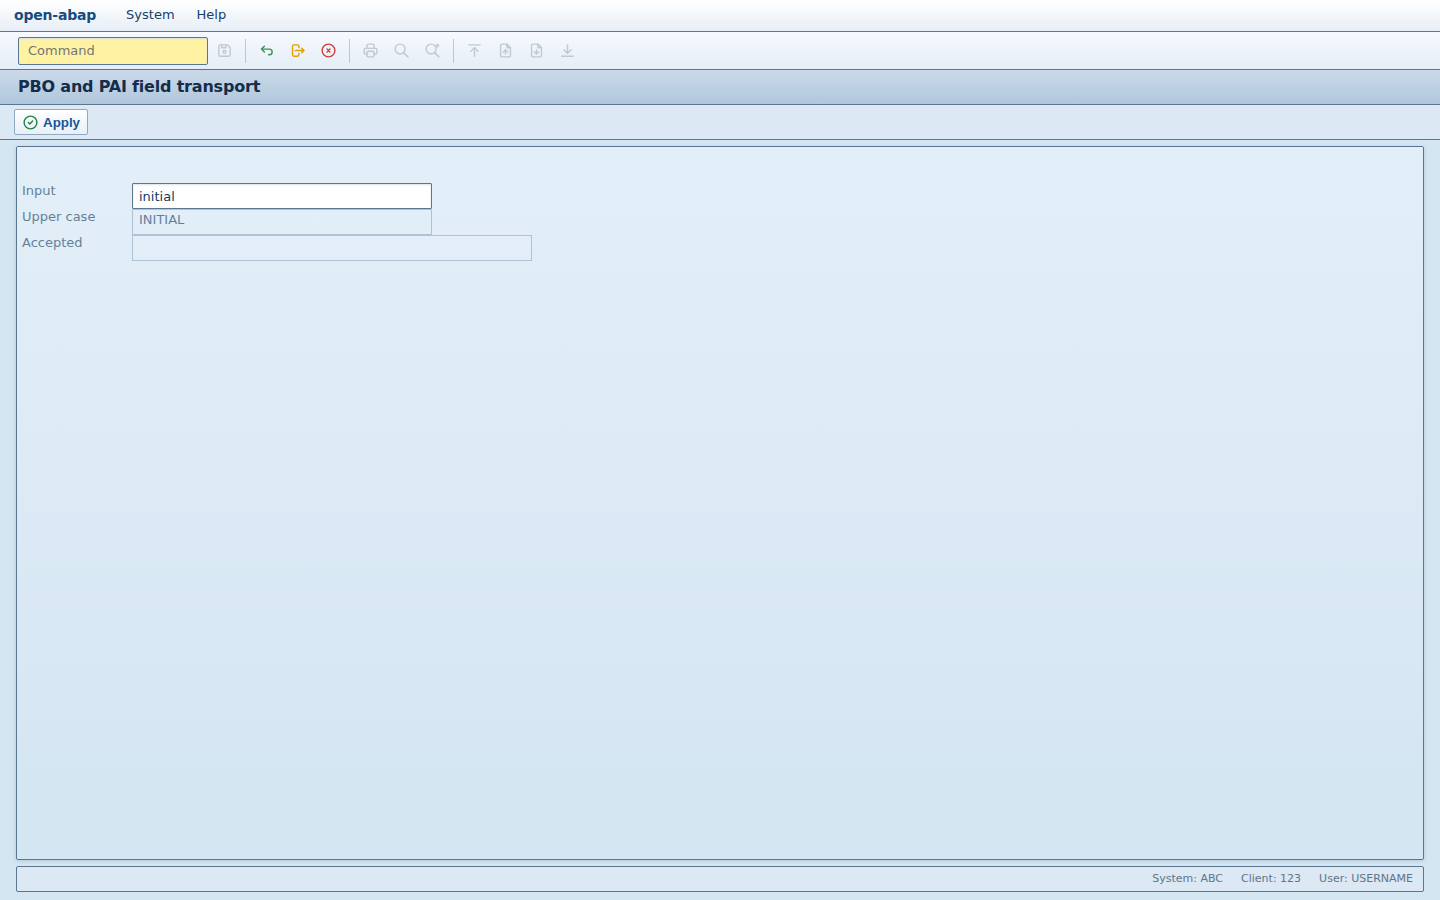 open-abap System Help
Command
PBO and PAI field transport
Apply
Input initial
Upper case INITIAL
Accepted
System: ABC Client: 123 User: USERNAME